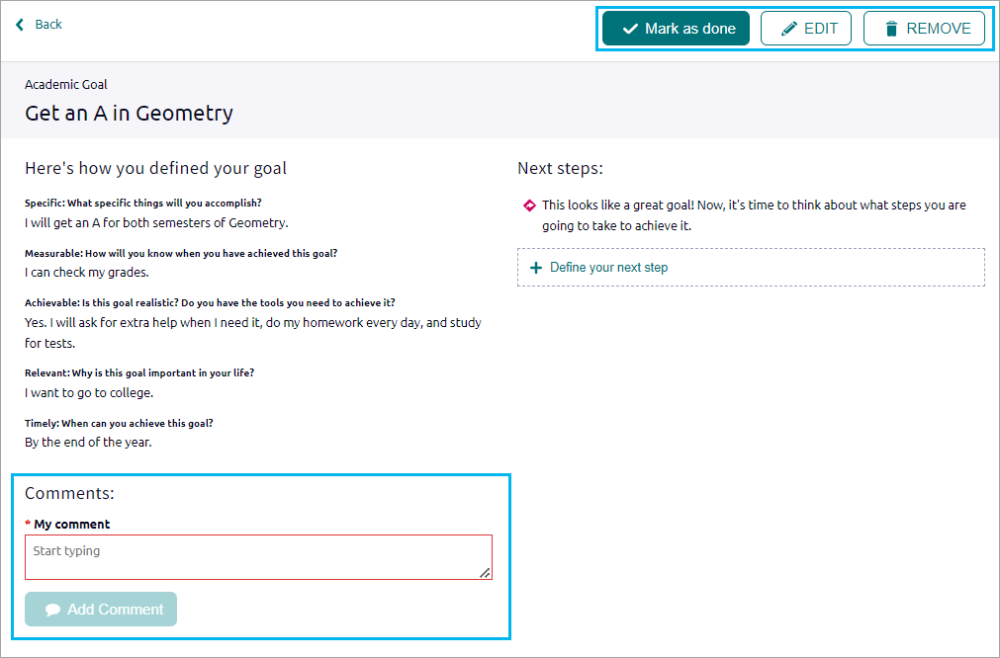 Back
Mark as done
EDIT
REMOVE
Academic Goal
Get an A in Geometry
Here's how you defined your goal
Specific: What specific things will you accomplish?
I will get an A for both semesters of Geometry.
Measurable: How will you know when you have achieved this goal?
I can check my grades.
Achievable: Is this goal realistic? Do you have the tools you need to achieve it?
Yes. I will ask for extra help when I need it, do my homework every day, and study
for tests.
Relevant: Why is this goal important in your life?
I want to go to college.
Timely: When can you achieve this goal?
By the end of the year.
Next steps:
This looks like a great goal! Now, it's time to think about what steps you are
going to take to achieve it.
Define your next step
Comments:
* My comment
Start typing
Add Comment